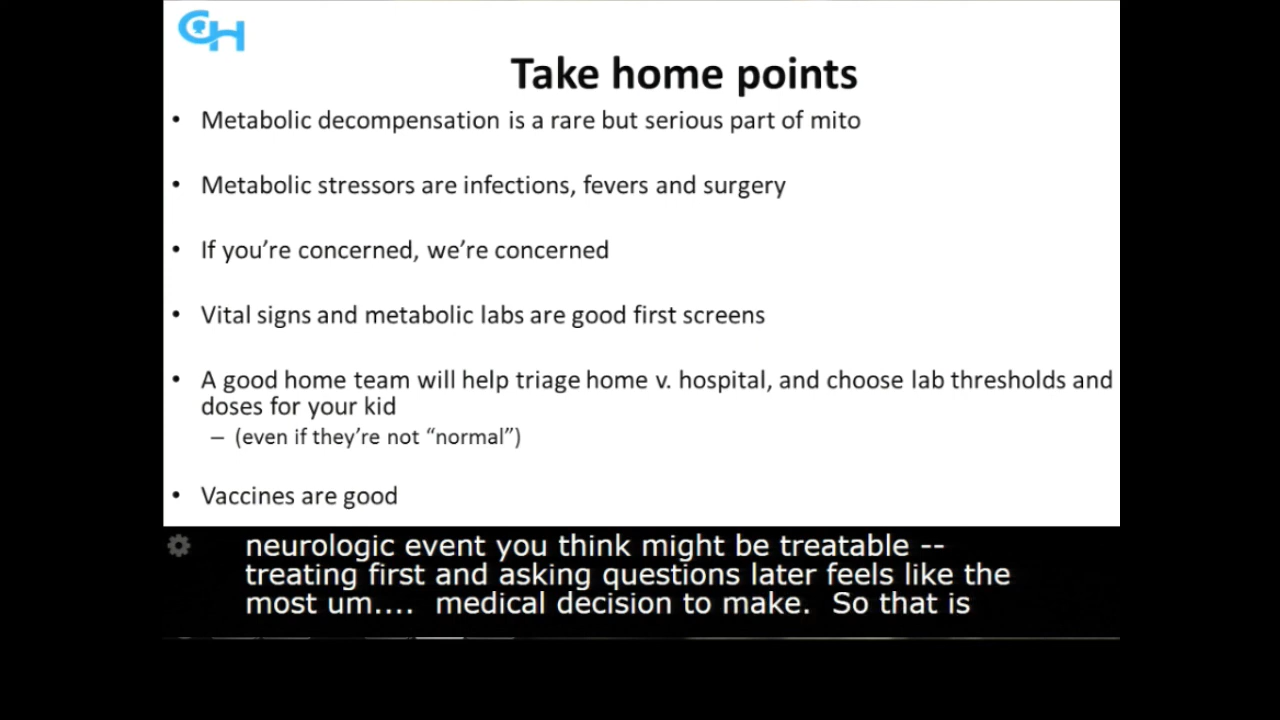 CH
Take home points
• Metabolic decompensation is a rare but serious part of mito
• Metabolic stressors are infections, fevers and surgery
• If you’re concerned, we’re concerned
• Vital signs and metabolic labs are good first screens
• A good home team will help triage home v. hospital, and choose lab thresholds and
doses for your kid
– (even if they’re not “normal”)
• Vaccines are good
neurologic event you think might be treatable --
treating first and asking questions later feels like the
most um.... medical decision to make. So that is